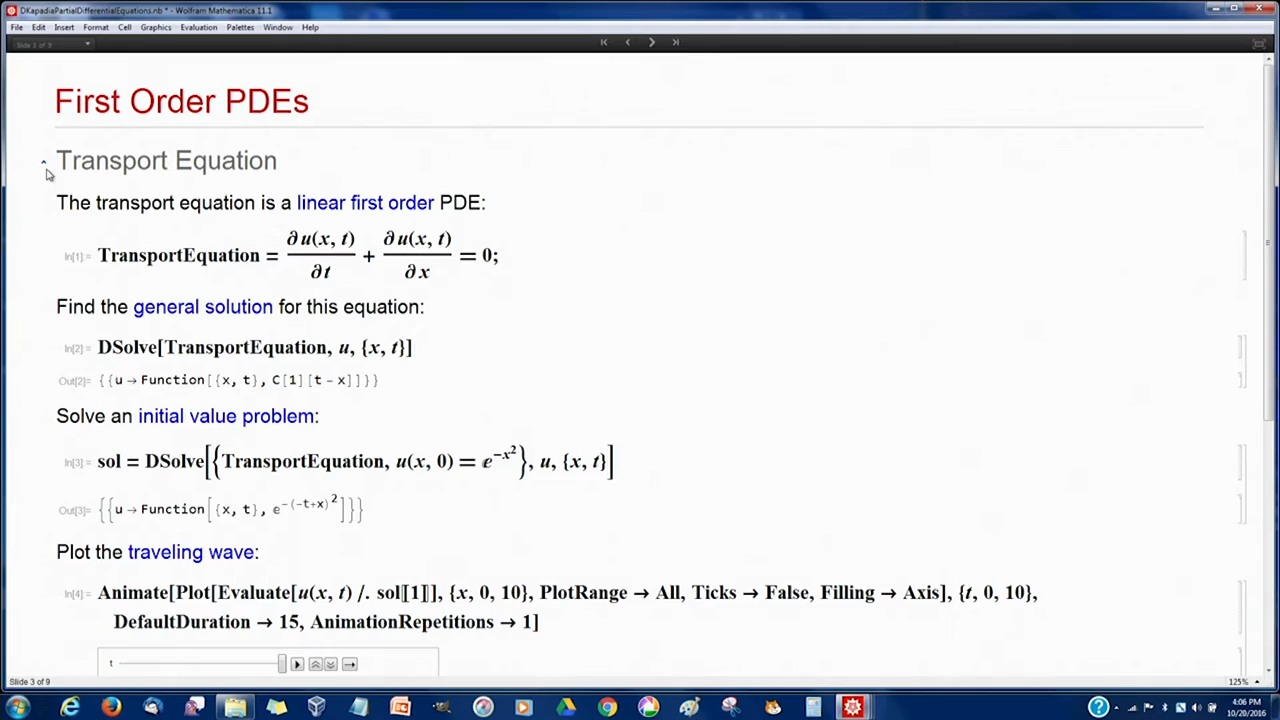 DKapadiaPartialDifferentialEquations.nb * - Wolfram Mathematica 11.1
File Edit Insert Format Cell Graphics Evaluation Palettes Window Help
Slide 3 of 9
First Order PDEs
Transport Equation
The transport equation is a linear first order PDE:
In[1]:= TransportEquation = ∂u(x, t)/∂t + ∂u(x, t)/∂x = 0;
Find the general solution for this equation:
In[2]:= DSolve[TransportEquation, u, {x, t}]
Out[2]= {{u → Function[{x, t}, C[1][t - x]]}}
Solve an initial value problem:
In[3]:= sol = DSolve[{TransportEquation, u(x, 0) = e^(-x^2)}, u, {x, t}]
Out[3]= {{u → Function[{x, t}, e^(-(-t+x)^2)]}}
Plot the traveling wave:
In[4]:= Animate[Plot[Evaluate[u(x, t) /. sol[[1]]], {x, 0, 10}, PlotRange → All, Ticks → False, Filling → Axis], {t, 0, 10},
DefaultDuration → 15, AnimationRepetitions → 1]
t
Slide 3 of 9
125%
4:06 PM
10/20/2016